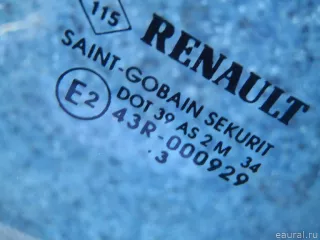 115
RENAULT
SAINT-GOBAIN SEKURIT
DOT 39 AS 2 M 34
E2
43R-000929
.3
eaural.ru